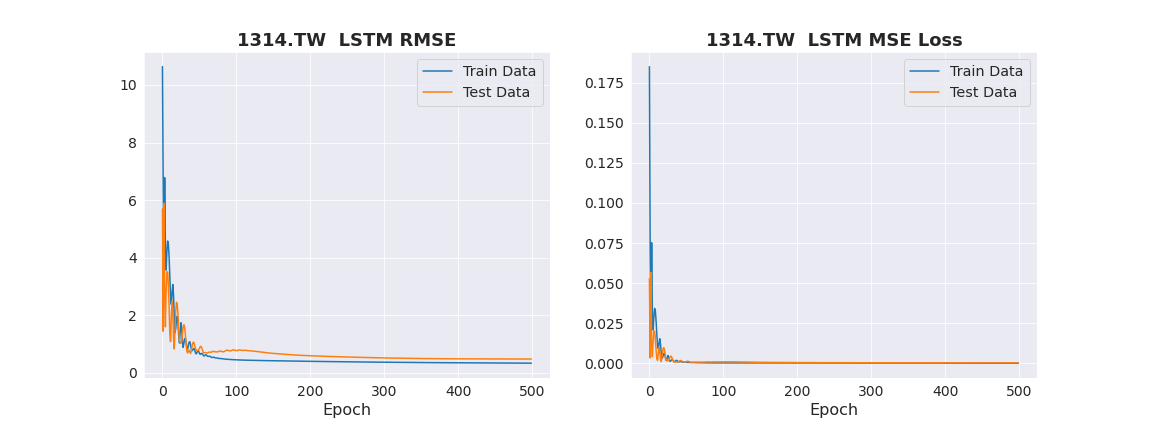 1314.TW  LSTM RMSE
Train Data
Test Data
10
8
6
4
2
0
0 100 200 300 400 500
Epoch
1314.TW  LSTM MSE Loss
Train Data
Test Data
0.175
0.150
0.125
0.100
0.075
0.050
0.025
0.000
0 100 200 300 400 500
Epoch